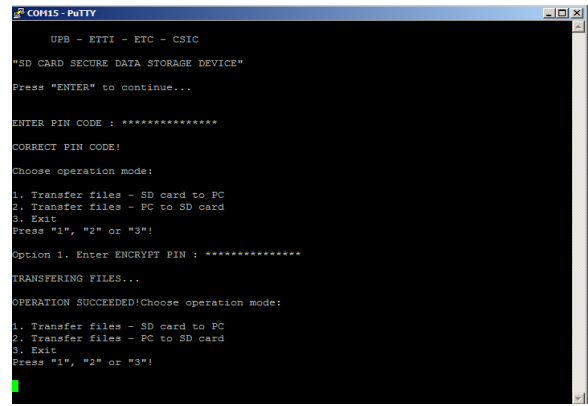 COM15 - PuTTY
UPB - ETTI - ETC - CSIC
"SD CARD SECURE DATA STORAGE DEVICE"
Press "ENTER" to continue...
ENTER PIN CODE : ***************
CORRECT PIN CODE!
Choose operation mode:
1. Transfer files - SD card to PC
2. Transfer files - PC to SD card
3. Exit
Press "1", "2" or "3"!
Option 1. Enter ENCRYPT PIN : ***************
TRANSFERING FILES...
OPERATION SUCCEEDED!Choose operation mode:
1. Transfer files - SD card to PC
2. Transfer files - PC to SD card
3. Exit
Press "1", "2" or "3"!